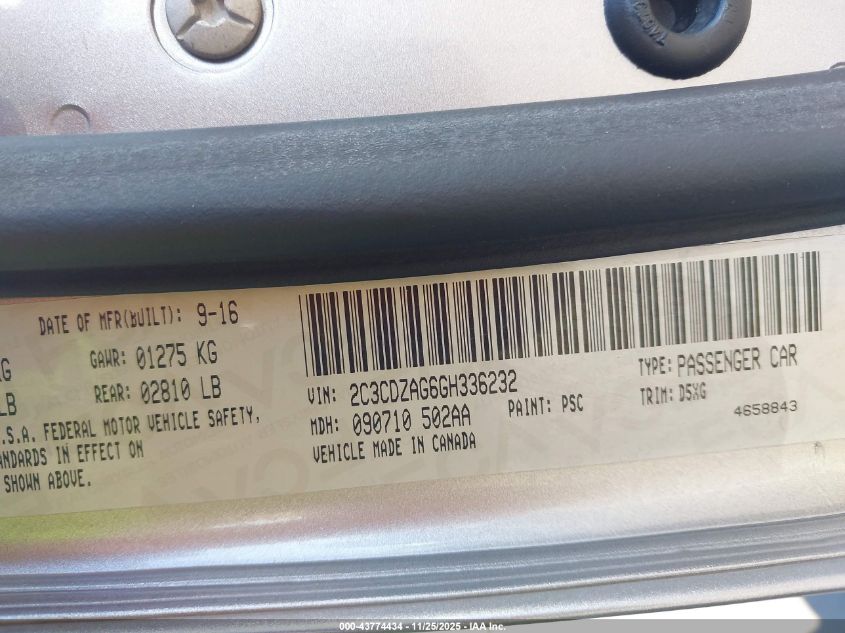 DATE OF MFR(BUILT): 9-16
KG GAWR: 01275 KG
LB REAR: 02810 LB
.S.A. FEDERAL MOTOR VEHICLE SAFETY,
ANDARDS IN EFFECT ON
SHOWN ABOVE.
VIN: 2C3CDZAG6GH336232
TYPE: PASSENGER CAR
MDH: 090710 502AA
PAINT: PSC
TRIM: D5XG
VEHICLE MADE IN CANADA
4658843
000-43774434 - 11/25/2025 - IAA Inc.